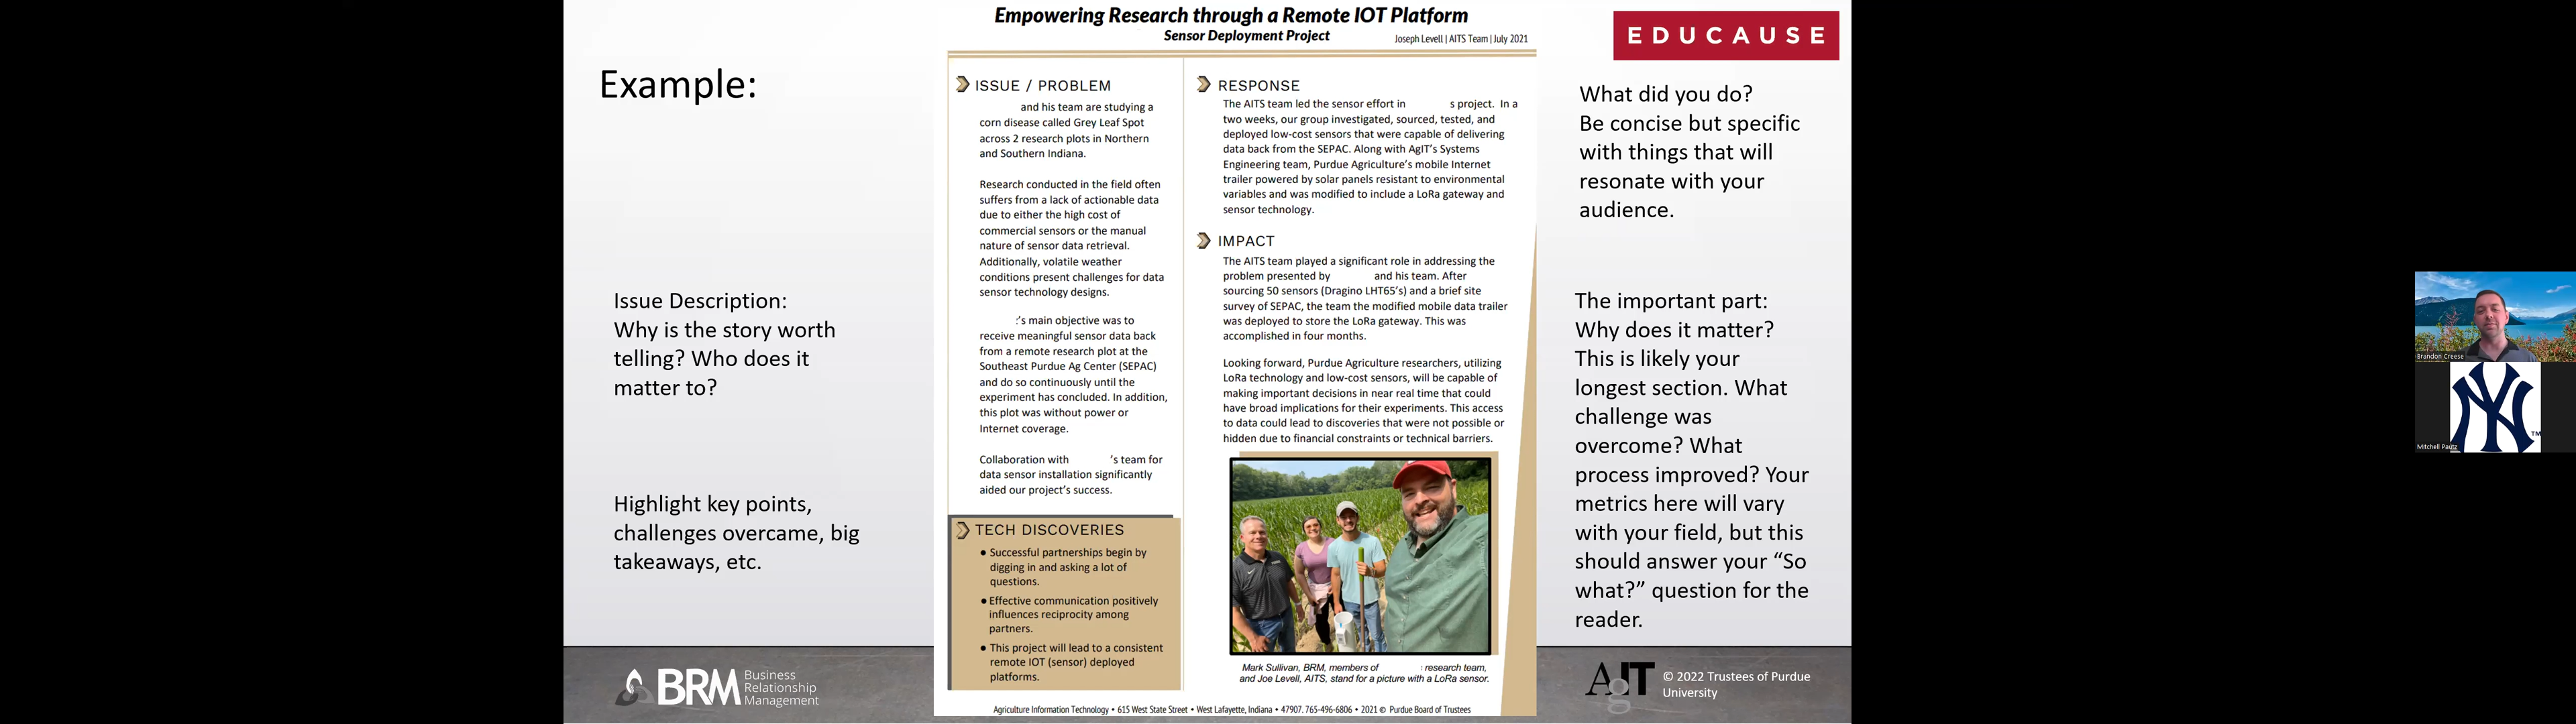 Empowering Research through a Remote IOT Platform
Sensor Deployment Project
Joseph Levell | AITS Team | July 2021
EDUCAUSE
Example:
Issue Description:
Why is the story worth
telling? Who does it
matter to?
Highlight key points,
challenges overcame, big
takeaways, etc.
ISSUE / PROBLEM
and his team are studying a
corn disease called Grey Leaf Spot
across 2 research plots in Northern
and Southern Indiana.
Research conducted in the field often
suffers from a lack of actionable data
due to either the high cost of
commercial sensors or the manual
nature of sensor data retrieval.
Additionally, volatile weather
conditions present challenges for data
sensor technology designs.
:'s main objective was to
receive meaningful sensor data back
from a remote research plot at the
Southeast Purdue Ag Center (SEPAC)
and do so continuously until the
experiment has concluded. In addition,
this plot was without power or
Internet coverage.
Collaboration with 's team for
data sensor installation significantly
aided our project's success.
TECH DISCOVERIES
● Successful partnerships begin by
digging in and asking a lot of
questions.
● Effective communication positively
influences reciprocity among
partners.
● This project will lead to a consistent
remote IOT (sensor) deployed
platforms.
RESPONSE
The AITS team led the sensor effort in s project. In a
two weeks, our group investigated, sourced, tested, and
deployed low-cost sensors that were capable of delivering
data back from the SEPAC. Along with AgIT's Systems
Engineering team, Purdue Agriculture's mobile Internet
trailer powered by solar panels resistant to environmental
variables and was modified to include a LoRa gateway and
sensor technology.
IMPACT
The AITS team played a significant role in addressing the
problem presented by and his team. After
sourcing 50 sensors (Dragino LHT65's) and a brief site
survey of SEPAC, the team the modified mobile data trailer
was deployed to store the LoRa gateway. This was
accomplished in four months.
Looking forward, Purdue Agriculture researchers, utilizing
LoRa technology and low-cost sensors, will be capable of
making important decisions in near real time that could
have broad implications for their experiments. This access
to data could lead to discoveries that were not possible or
hidden due to financial constraints or technical barriers.
Mark Sullivan, BRM, members of : research team,
and Joe Levell, AITS, stand for a picture with a LoRa sensor.
Agriculture Information Technology • 615 West State Street • West Lafayette, Indiana • 47907. 765-496-6806 • 2021 © Purdue Board of Trustees
What did you do?
Be concise but specific
with things that will
resonate with your
audience.
The important part:
Why does it matter?
This is likely your
longest section. What
challenge was
overcome? What
process improved? Your
metrics here will vary
with your field, but this
should answer your “So
what?” question for the
reader.
BRM
Business
Relationship
Management
AgIT
© 2022 Trustees of Purdue
University
Brandon Creese
NY
TM
Mitchell Pautz